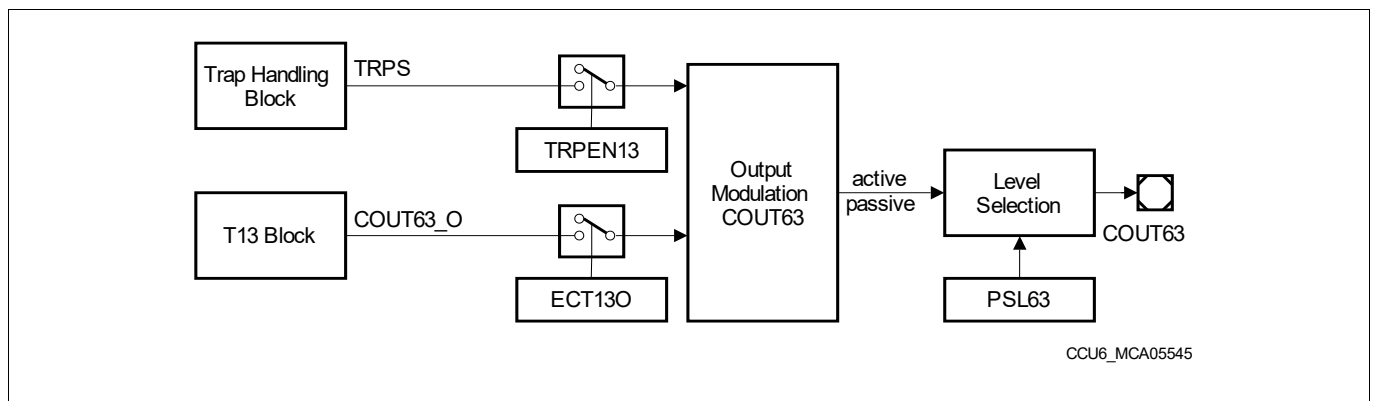 Trap Handling
Block
TRPS
TRPEN13
T13 Block
COUT63_O
ECT13O
Output
Modulation
COUT63
active
passive
Level
Selection
PSL63
COUT63
CCU6_MCA05545